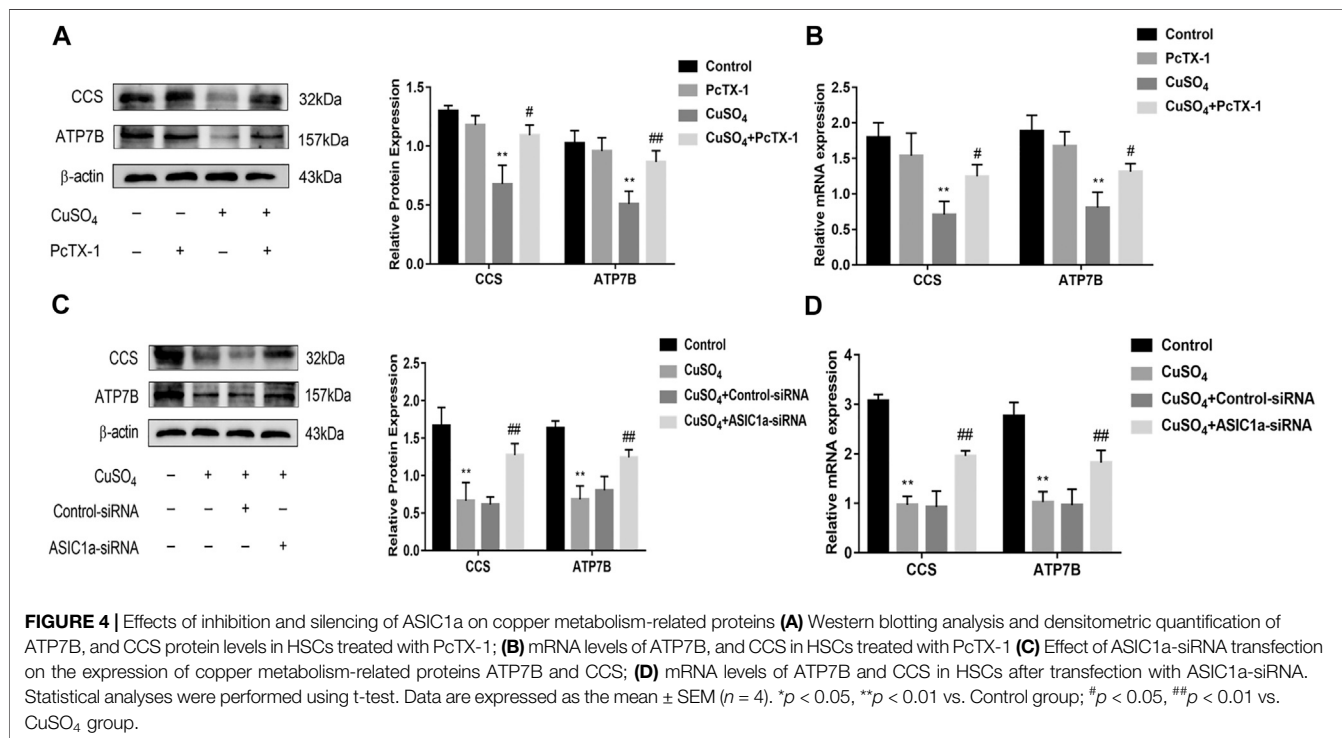 A
CCS
32kDa
ATP7B
157kDa
β-actin
43kDa
CuSO4 – – + +
PcTX-1 – + – +
Relative Protein Expression
1.5
1.0
0.5
0.0
**
#
**
##
CCS ATP7B
Control
PcTX-1
CuSO4
CuSO4+PcTX-1
B
Relative mRNA expression
2.5
2.0
1.5
1.0
0.5
0.0
**
#
**
#
CCS ATP7B
Control
PcTX-1
CuSO4
CuSO4+PcTX-1
C
CCS
32kDa
ATP7B
157kDa
β-actin
43kDa
CuSO4 – + + +
Control-siRNA – – + –
ASIC1a-siRNA – – – +
Relative Protein Expression
2.5
2.0
1.5
1.0
0.5
0.0
**
##
**
##
CCS ATP7B
Control
CuSO4
CuSO4+Control-siRNA
CuSO4+ASIC1a-siRNA
D
Relative mRNA expression
4
3
2
1
0
**
##
**
##
CCS ATP7B
Control
CuSO4
CuSO4+Control-siRNA
CuSO4+ASIC1a-siRNA
FIGURE 4 | Effects of inhibition and silencing of ASIC1a on copper metabolism-related proteins (A) Western blotting analysis and densitometric quantification of
ATP7B, and CCS protein levels in HSCs treated with PcTX-1; (B) mRNA levels of ATP7B, and CCS in HSCs treated with PcTX-1 (C) Effect of ASIC1a-siRNA transfection
on the expression of copper metabolism-related proteins ATP7B and CCS; (D) mRNA levels of ATP7B and CCS in HSCs after transfection with ASIC1a-siRNA.
Statistical analyses were performed using t-test. Data are expressed as the mean ± SEM (n = 4). *p < 0.05, **p < 0.01 vs. Control group; #p < 0.05, ##p < 0.01 vs.
CuSO4 group.